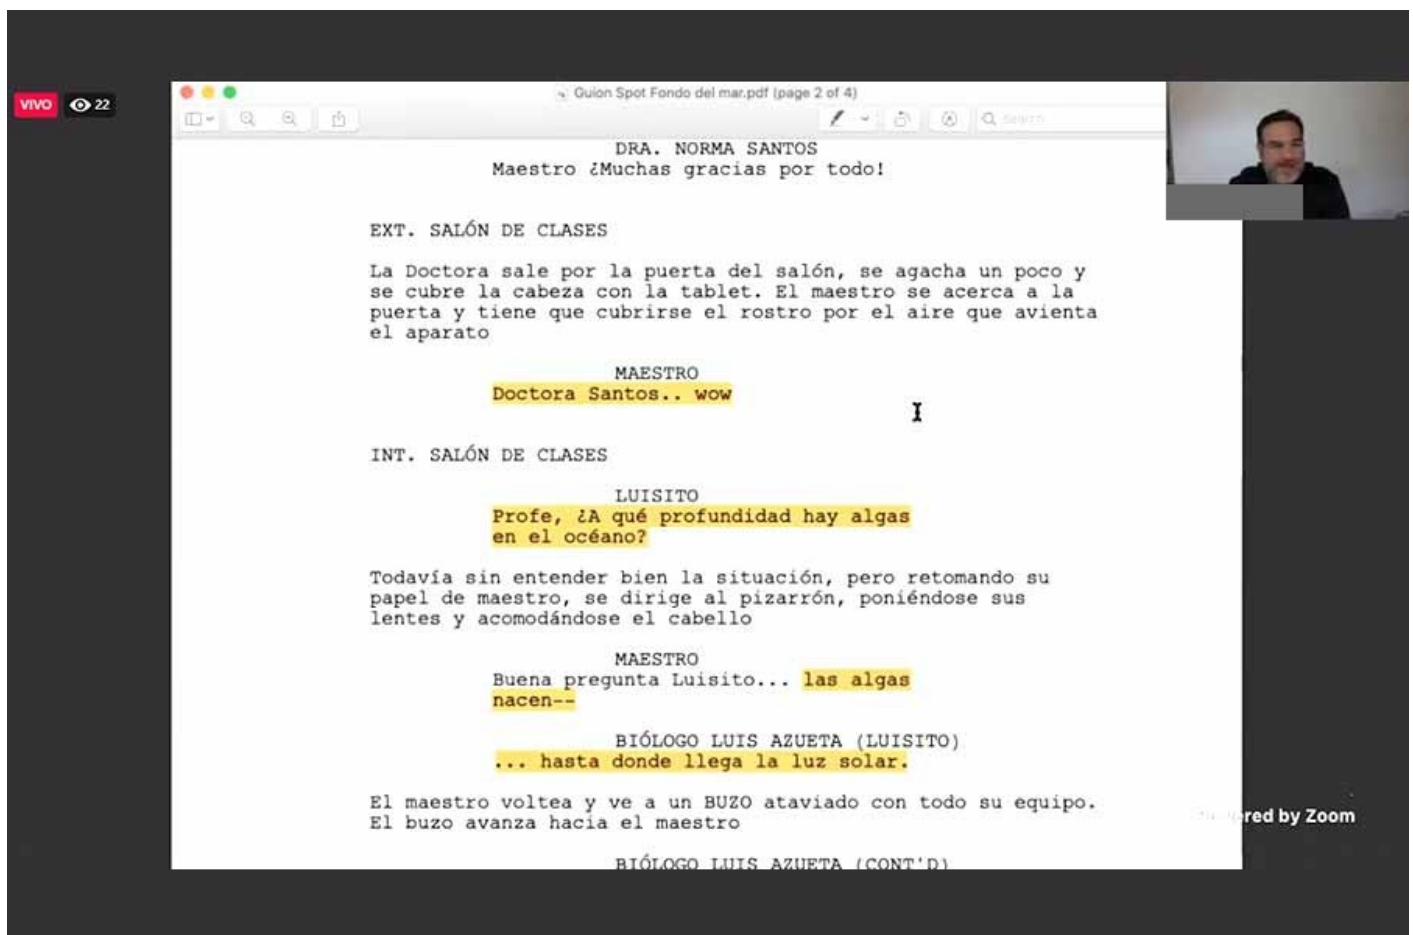 VIVO 22
Guion Spot Fondo del mar.pdf (page 2 of 4)
Search
DRA. NORMA SANTOS
Maestro ¿Muchas gracias por todo!
EXT. SALÓN DE CLASES
La Doctora sale por la puerta del salón, se agacha un poco y
se cubre la cabeza con la tablet. El maestro se acerca a la
puerta y tiene que cubrirse el rostro por el aire que avienta
el aparato
MAESTRO
Doctora Santos.. wow
INT. SALÓN DE CLASES
LUISITO
Profe, ¿A qué profundidad hay algas
en el océano?
Todavía sin entender bien la situación, pero retomando su
papel de maestro, se dirige al pizarrón, poniéndose sus
lentes y acomodándose el cabello
MAESTRO
Buena pregunta Luisito... las algas
nacen--
BIÓLOGO LUIS AZUETA (LUISITO)
... hasta donde llega la luz solar.
El maestro voltea y ve a un BUZO ataviado con todo su equipo.
El buzo avanza hacia el maestro
BIÓLOGO LUIS AZUETA (CONT'D)
by Zoom